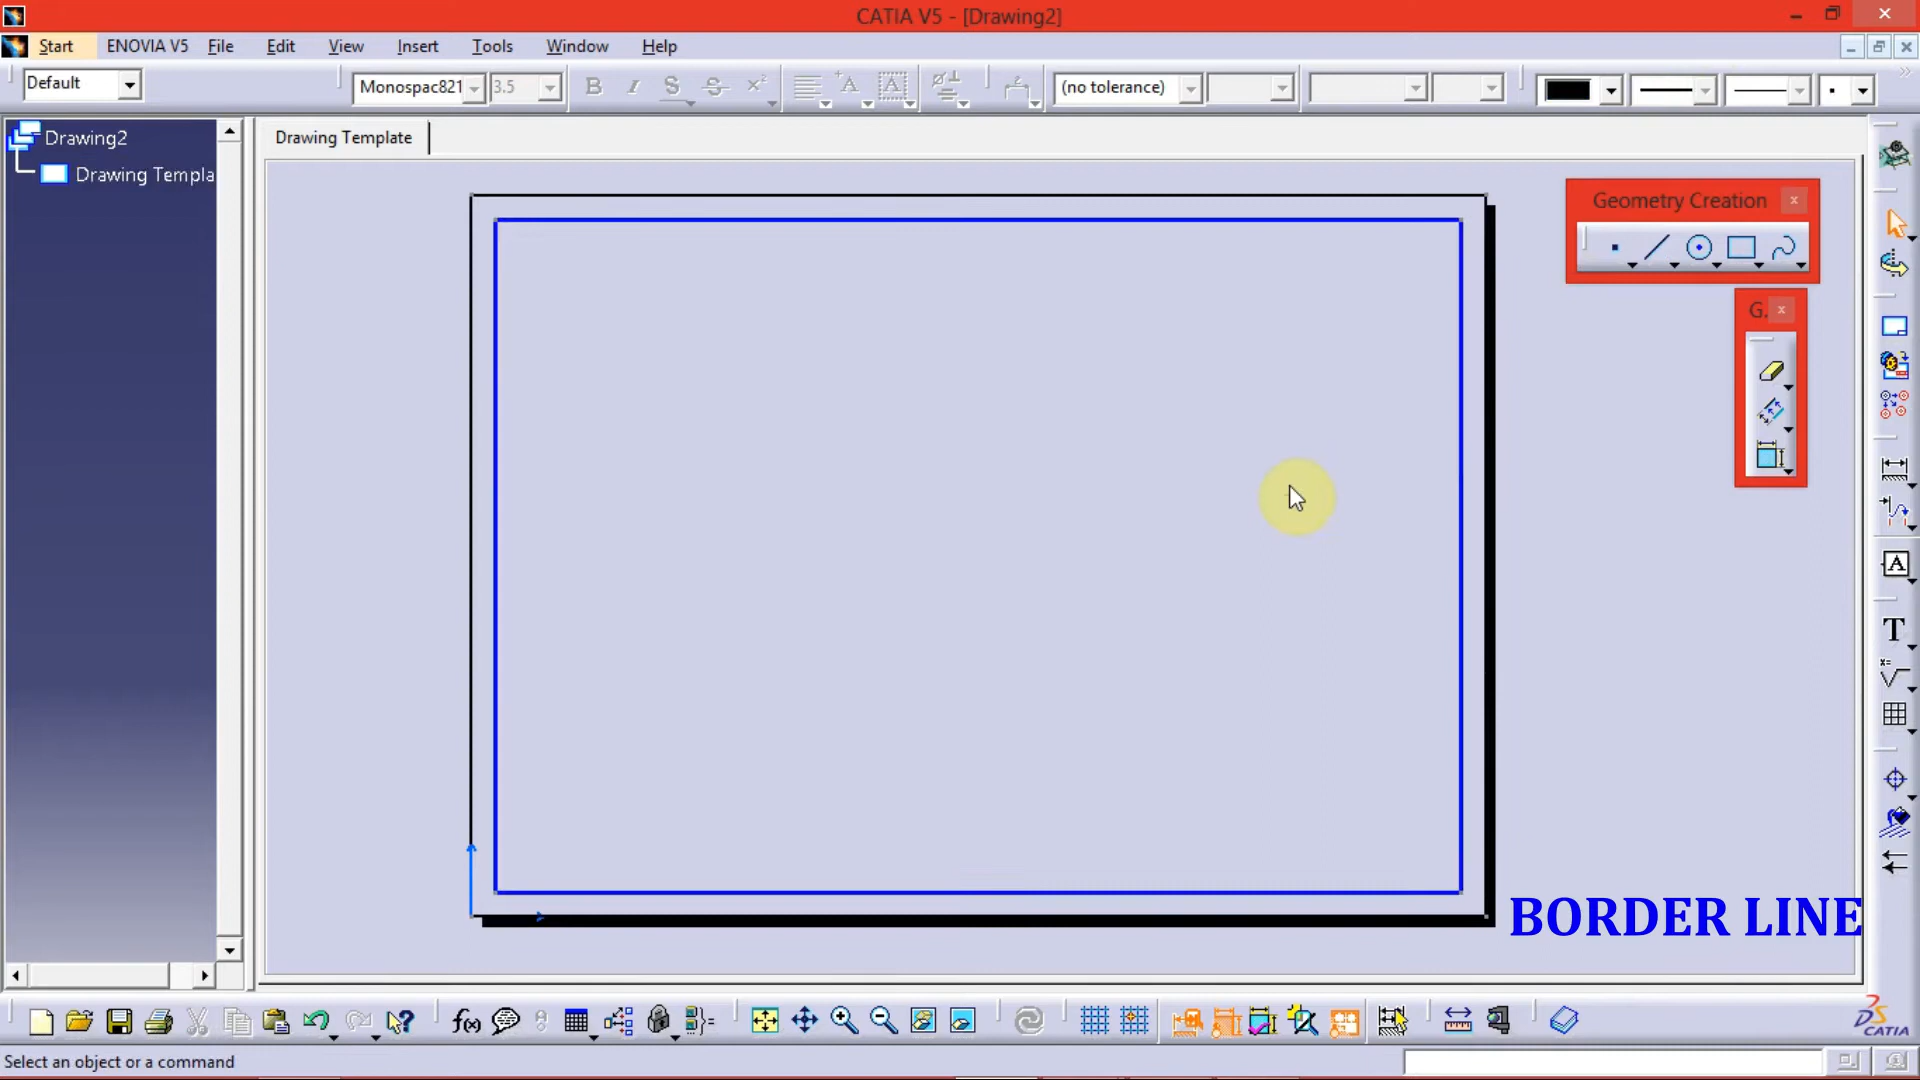 CATIA V5 - [Drawing2]
Start ENOVIA V5 File Edit View Insert Tools Window Help
Default Monospac821 3.5 B I S S x² (no tolerance)
Drawing2
Drawing Templa
Drawing Template
Geometry Creation
G.
A
T
BORDER LINE
f(x)
CATIA
Select an object or a command